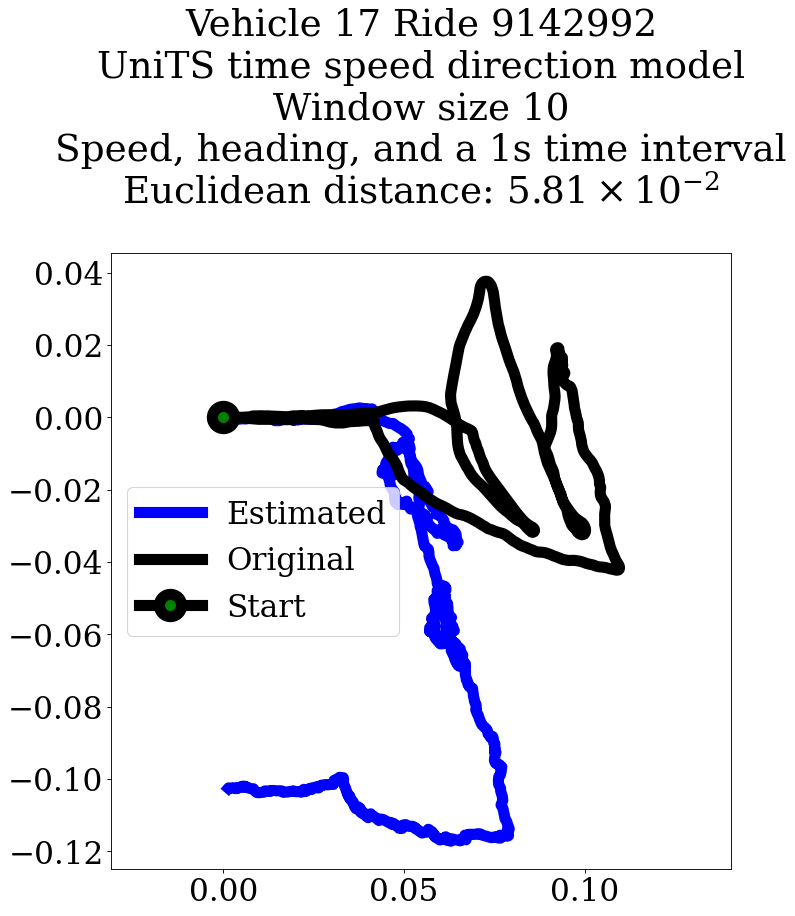 Vehicle 17 Ride 9142992
UniTS time speed direction model
Window size 10
Speed, heading, and a 1s time interval
Euclidean distance: 5.81 × 10⁻²
0.04
0.02
0.00
−0.02
−0.04
−0.06
−0.08
−0.10
−0.12
Estimated
Original
Start
0.00 0.05 0.10